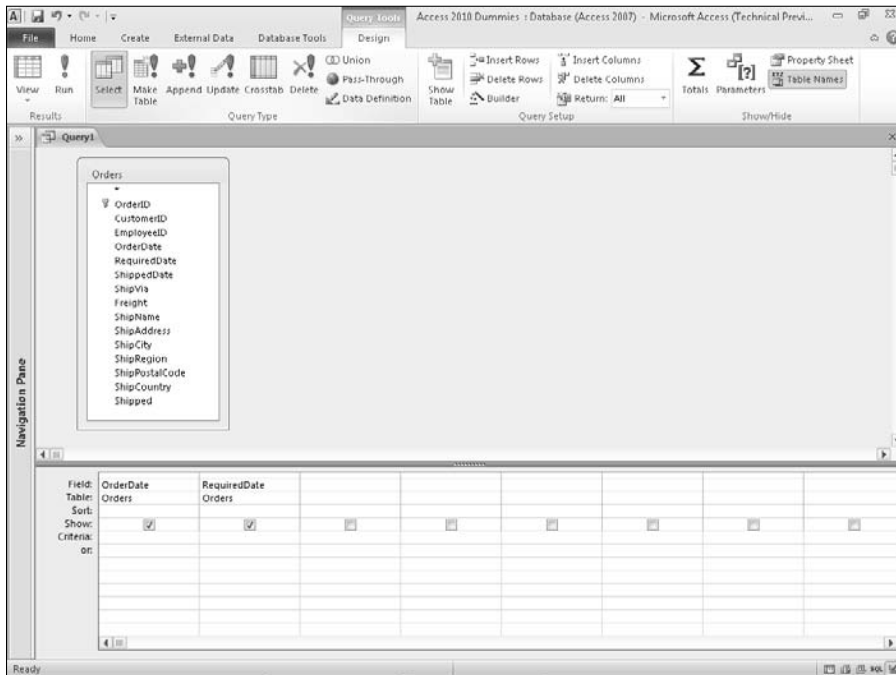 Query Tools Access 2010 Dummies : Database (Access 2007) - Microsoft Access (Technical Previ...
File Home Create External Data Database Tools Design
View
Run
Results
Select
Make Table
Append
Update
Crosstab
Delete
Union
Pass-Through
Data Definition
Query Type
Show Table
Insert Rows
Delete Rows
Builder
Insert Columns
Delete Columns
Return: All
Query Setup
Totals
Parameters
Property Sheet
Table Names
Show/Hide
Query1
Navigation Pane
Orders
*
OrderID
CustomerID
EmployeeID
OrderDate
RequiredDate
ShippedDate
ShipVia
Freight
ShipName
ShipAddress
ShipCity
ShipRegion
ShipPostalCode
ShipCountry
Shipped
Field: OrderDate RequiredDate
Table: Orders Orders
Sort:
Show:
Criteria:
or:
Ready SQL